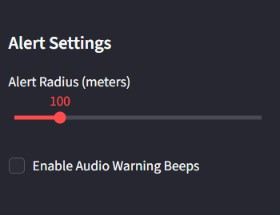 Alert Settings
Alert Radius (meters)
100
Enable Audio Warning Beeps